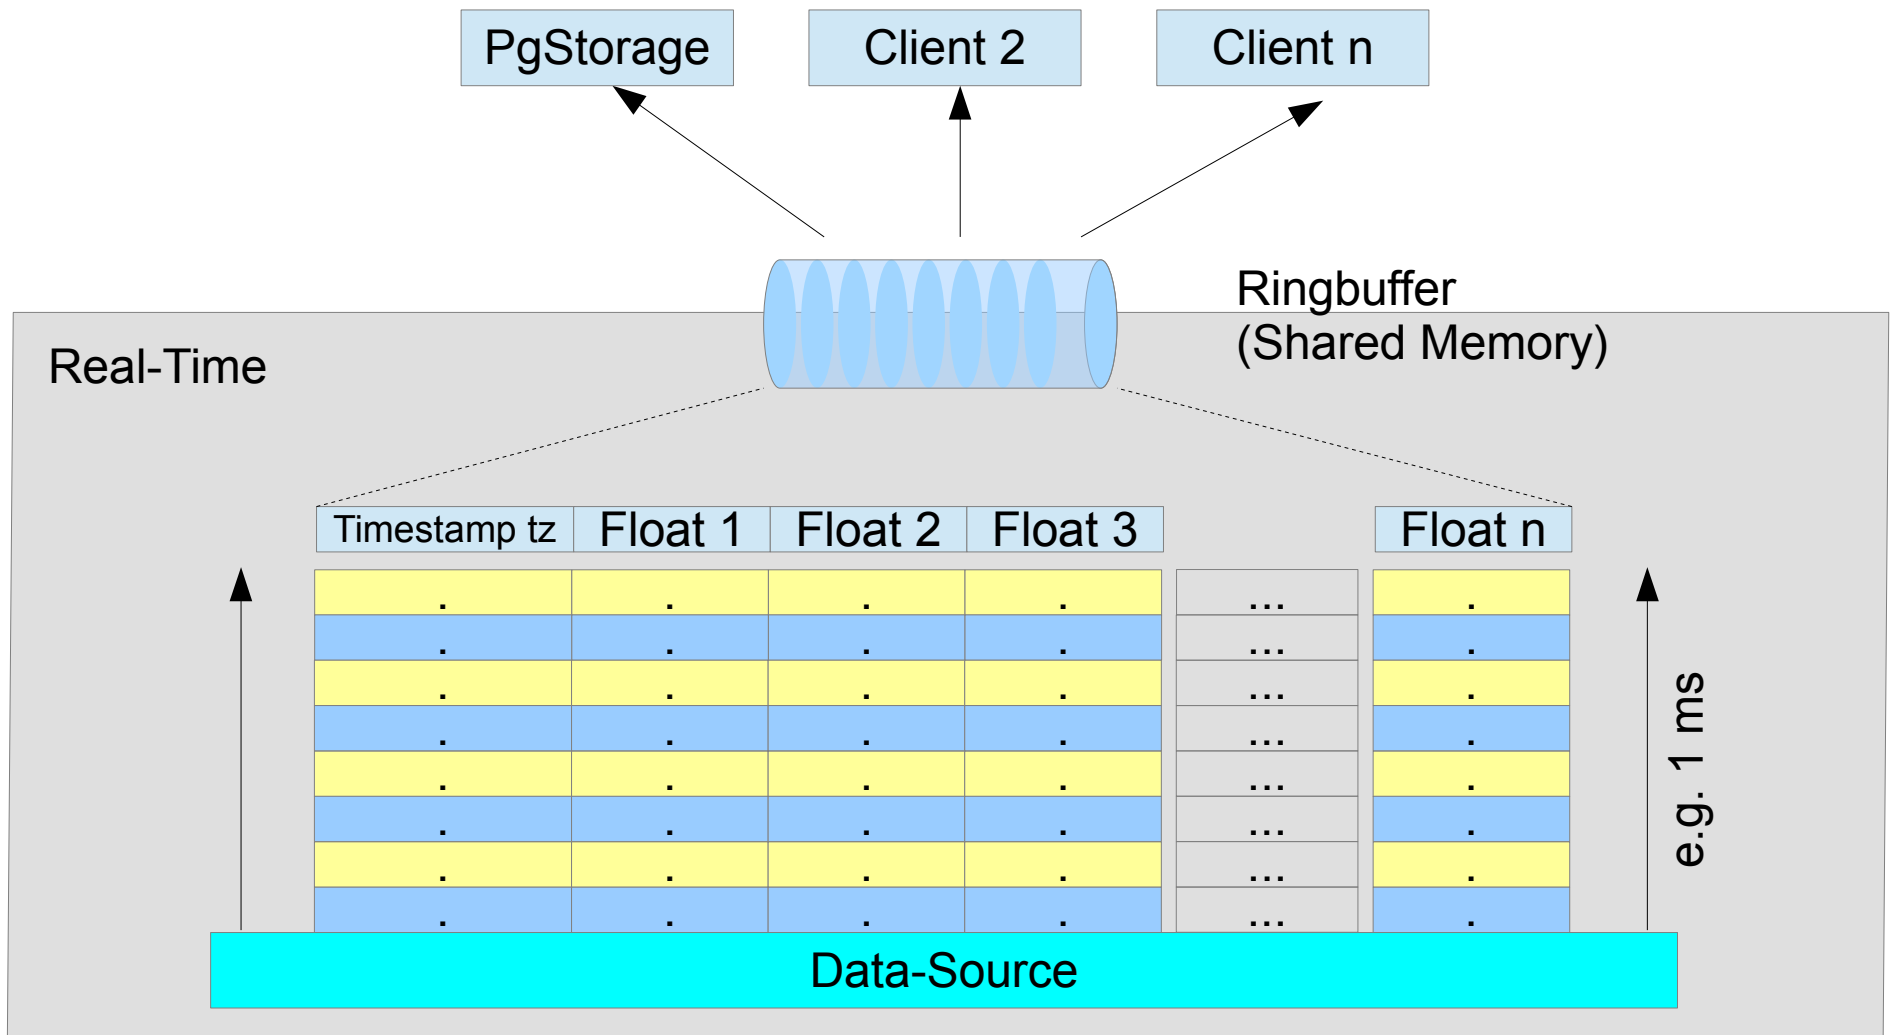 PgStorage Client 2 Client n
Ringbuffer
(Shared Memory)
Real-Time
Timestamp tz Float 1 Float 2 Float 3 Float n
. . . . ... .
. . . . ... .
. . . . ... .
. . . . ... .
. . . . ... .
. . . . ... .
. . . . ... .
. . . . ... .
e.g. 1 ms
Data-Source